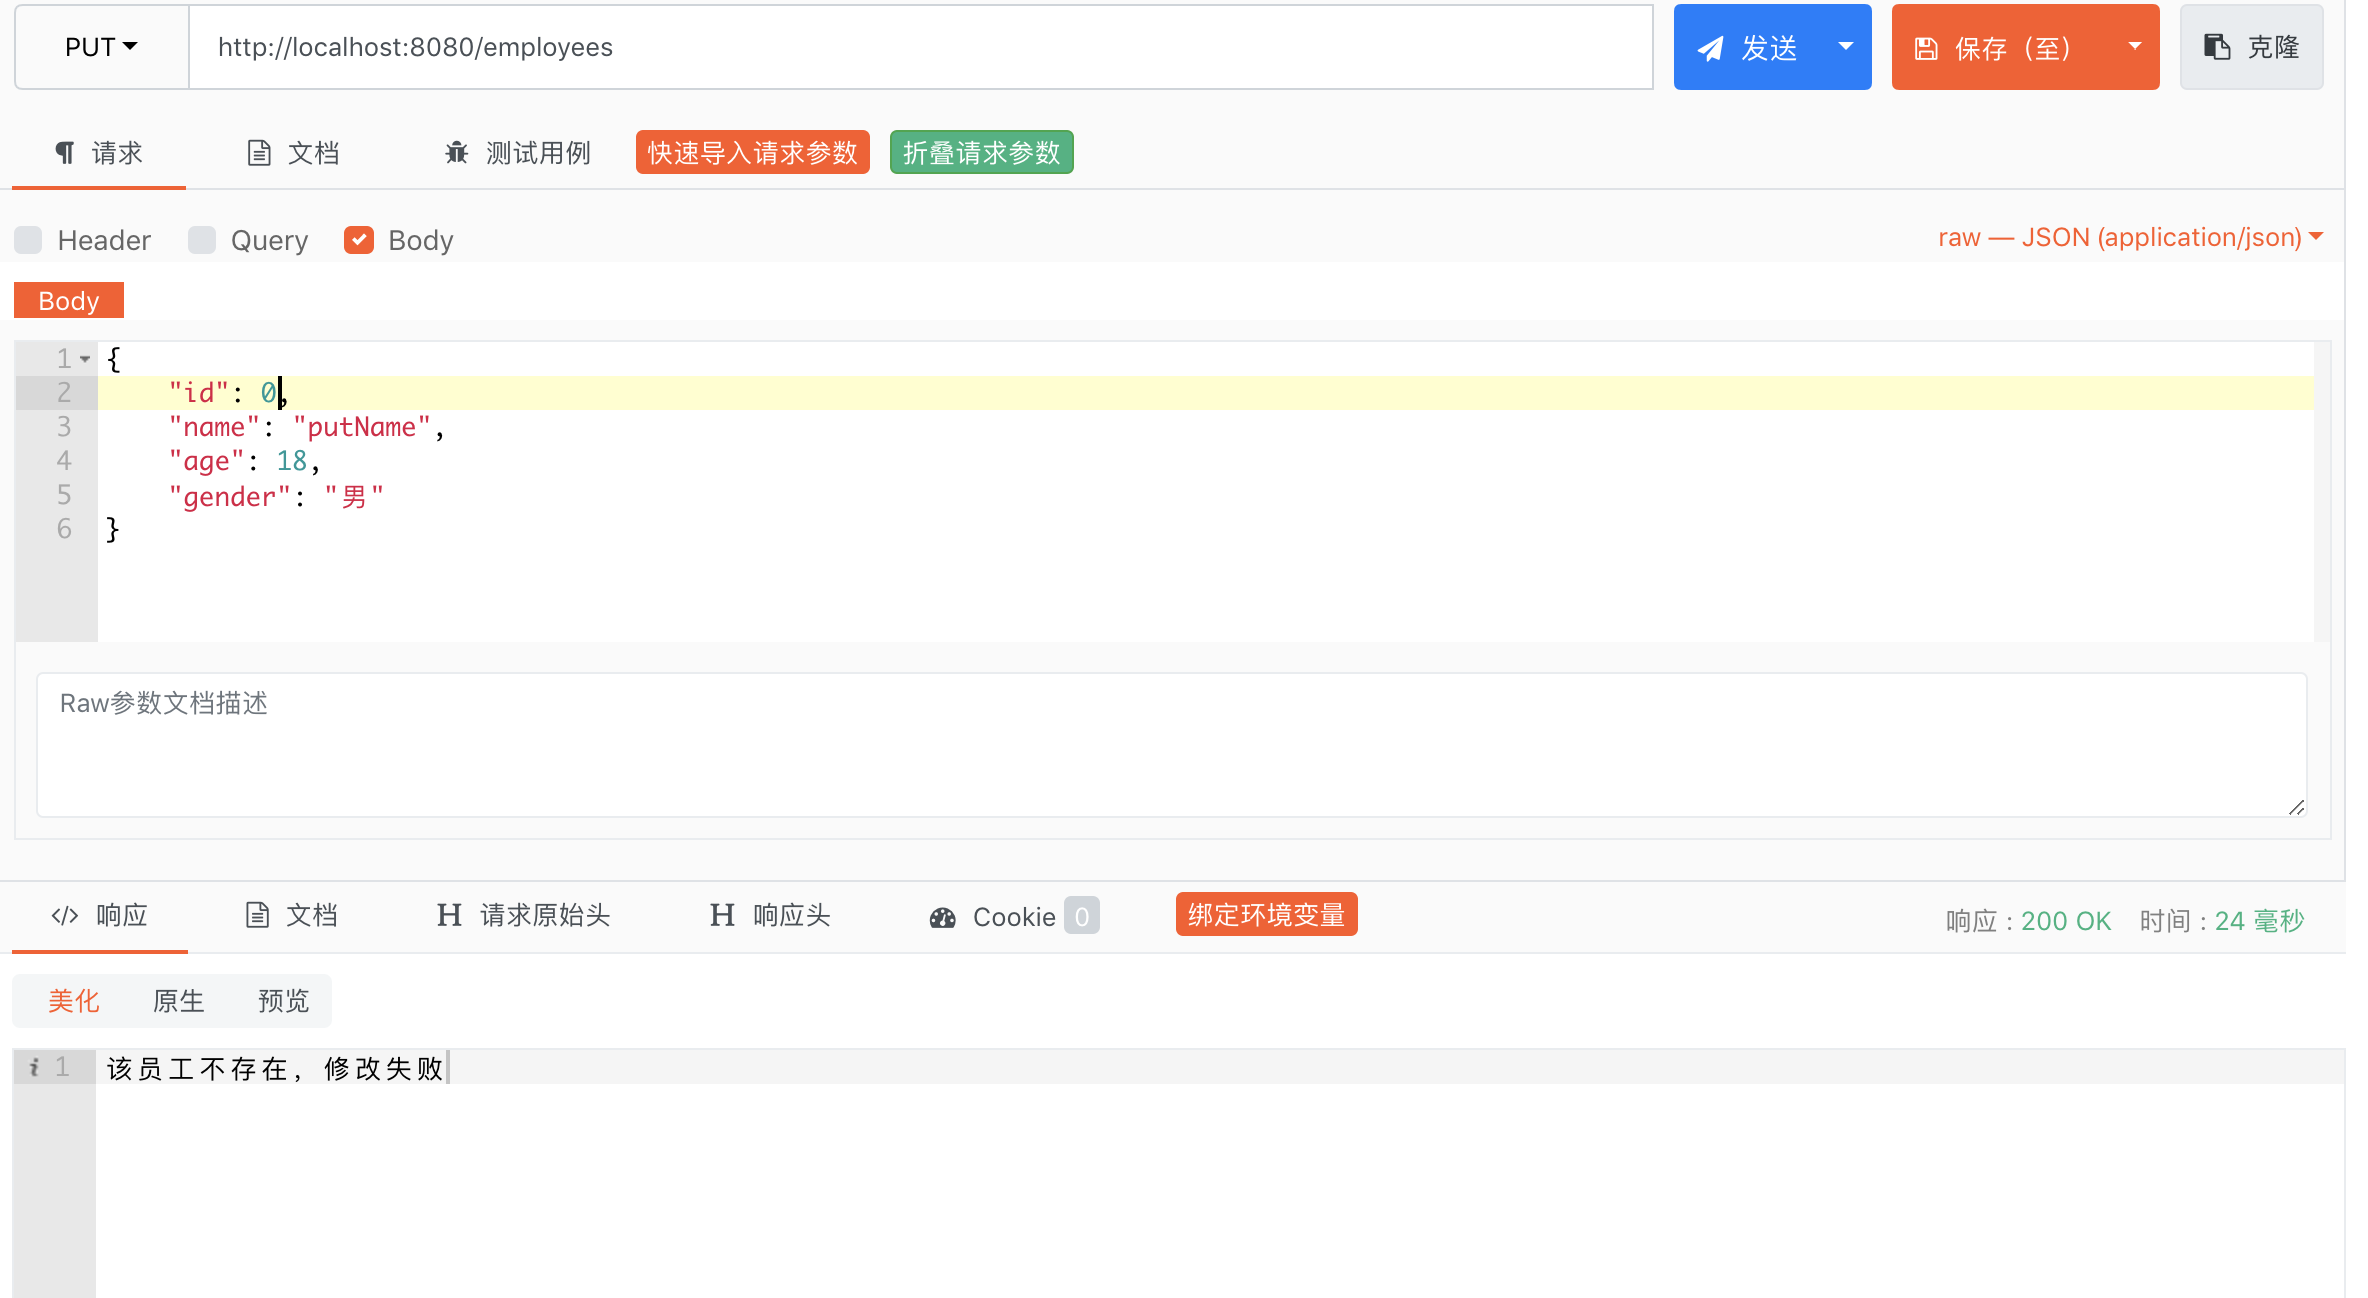 PUT http://localhost:8080/employees 发送 保存（至） 克隆
请求 文档 测试用例 快速导入请求参数 折叠请求参数
Header Query Body raw — JSON (application/json)
Body
1 {
2 "id": 0,
3 "name": "putName",
4 "age": 18,
5 "gender": "男"
6 }
Raw参数文档描述
响应 文档 H 请求原始头 H 响应头 Cookie 0 绑定环境变量 响应 : 200 OK 时间 : 24 毫秒
美化 原生 预览
i 1 该员工不存在，修改失败